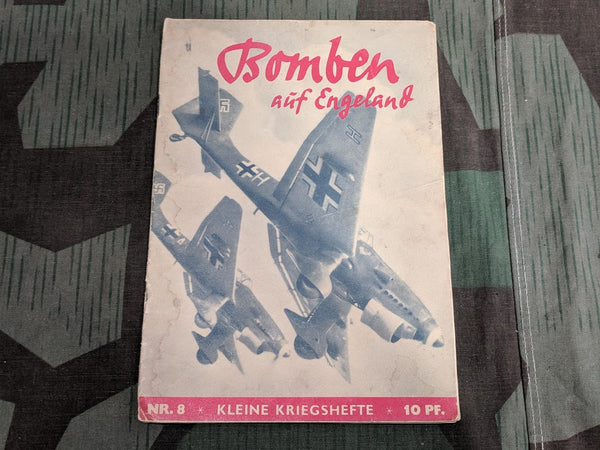 Bomben
auf Engeland
H
NR. 8 * KLEINE KRIEGSHEFTE * 10 PF.